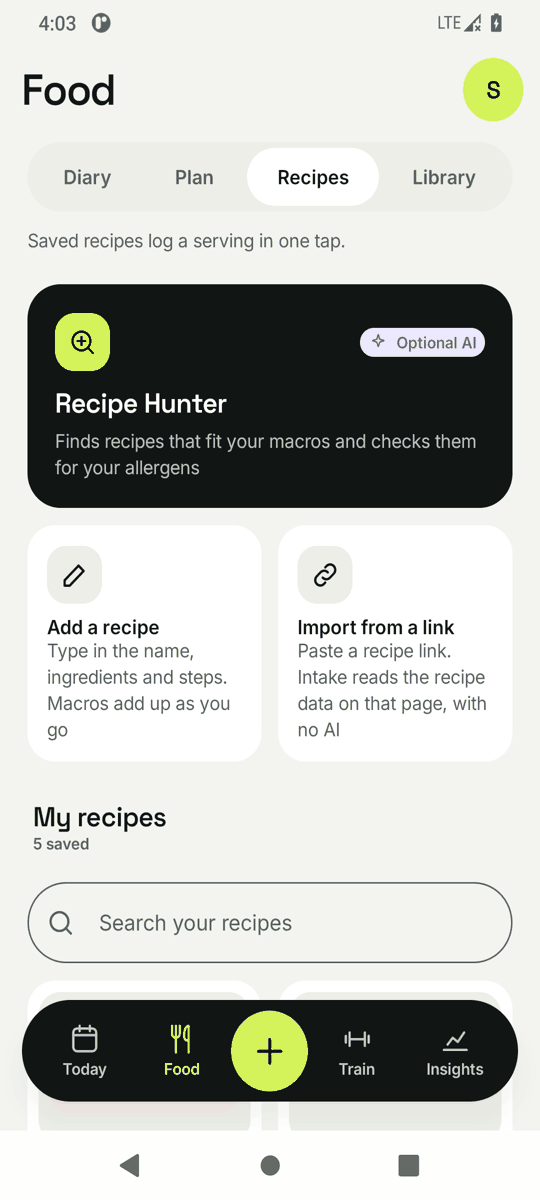 4:03
LTE
Food
S
Diary
Plan
Recipes
Library
Saved recipes log a serving in one tap.
Optional AI
Recipe Hunter
Finds recipes that fit your macros and checks them
for your allergens
Add a recipe
Type in the name,
ingredients and steps.
Macros add up as you
go
Import from a link
Paste a recipe link.
Intake reads the recipe
data on that page, with
no AI
My recipes
5 saved
Search your recipes
Today
Food
Train
Insights